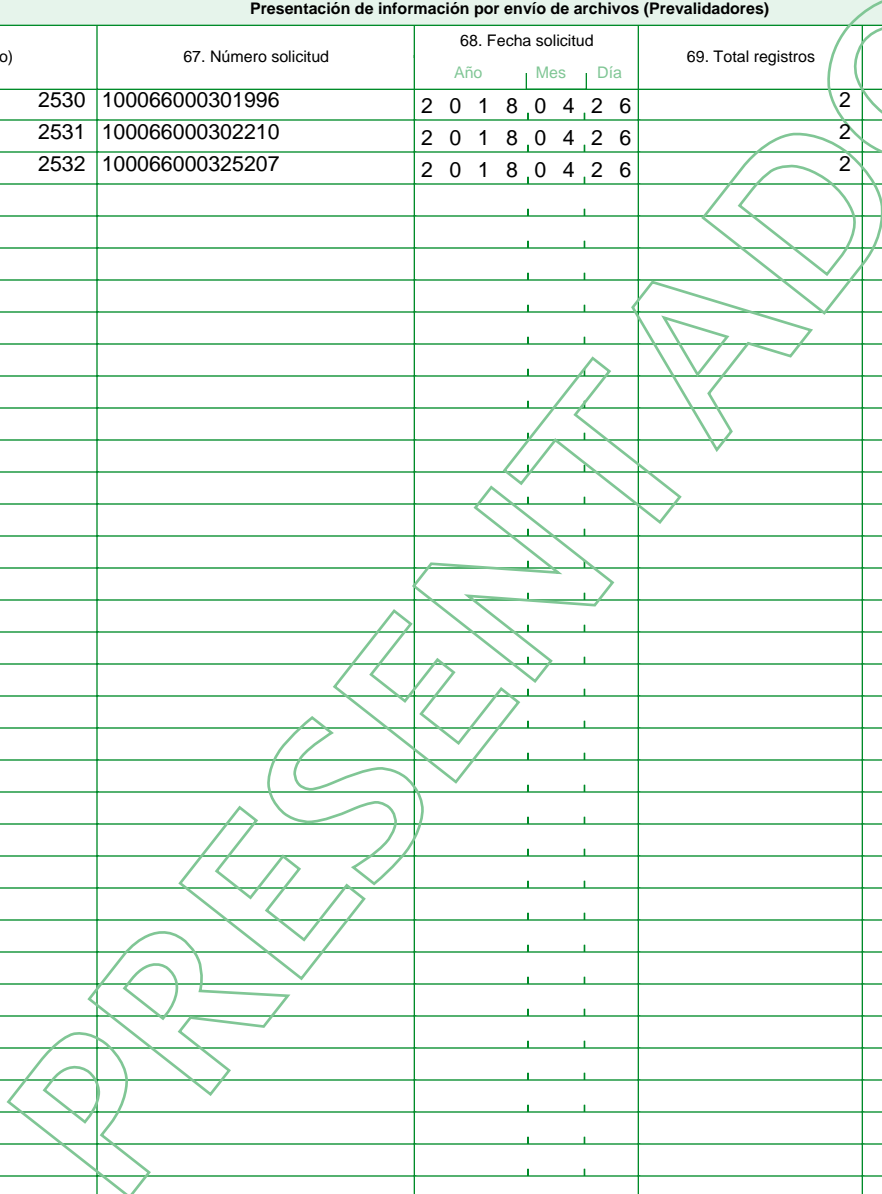 Presentación de información por envío de archivos (Prevalidadores)
o) 67. Número solicitud 68. Fecha solicitud 69. Total registros
Año Mes Día
2530 100066000301996 2 0 1 8 0 4 2 6 2
2531 100066000302210 2 0 1 8 0 4 2 6 2
2532 100066000325207 2 0 1 8 0 4 2 6 2
PRESENTADO